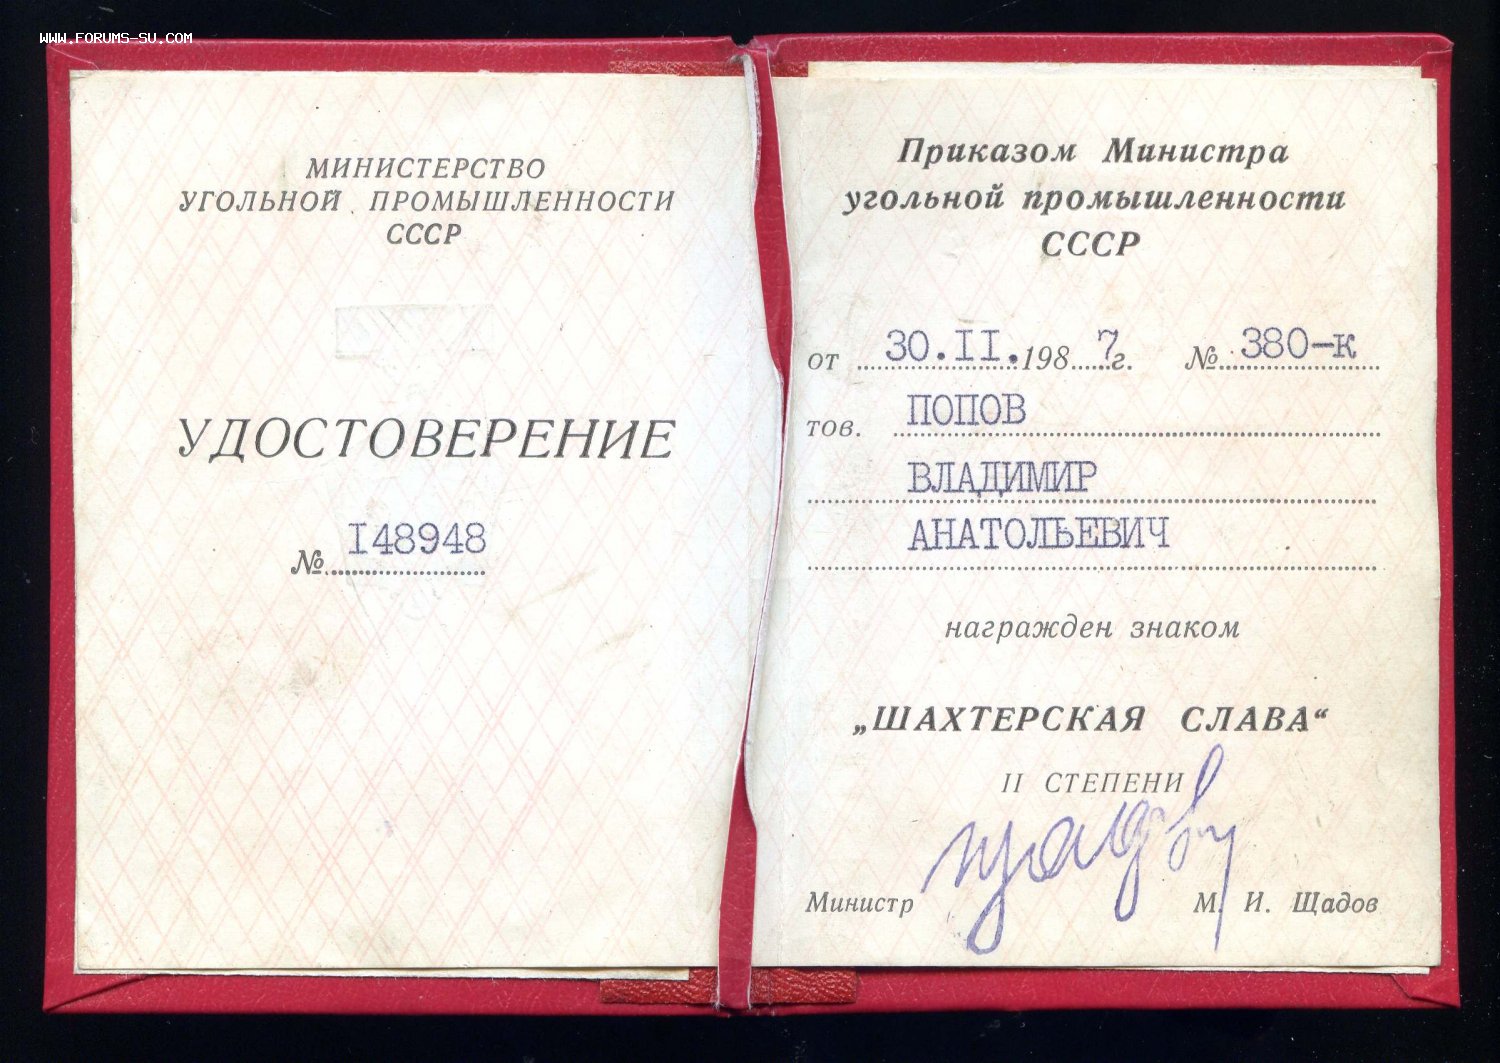 WWW.FORUMS-SU.COM
МИНИСТЕРСТВО
УГОЛЬНОЙ ПРОМЫШЛЕННОСТИ
СССР
УДОСТОВЕРЕНИЕ
№ I48948
Приказом Министра
угольной промышленности
СССР
от 30.II.1987г. № 380-к
тов. ПОПОВ
ВЛАДИМИР
АНАТОЛЬЕВИЧ
награжден знаком
„ШАХТЕРСКАЯ СЛАВА“
II СТЕПЕНИ
Министр М. И. Щадов